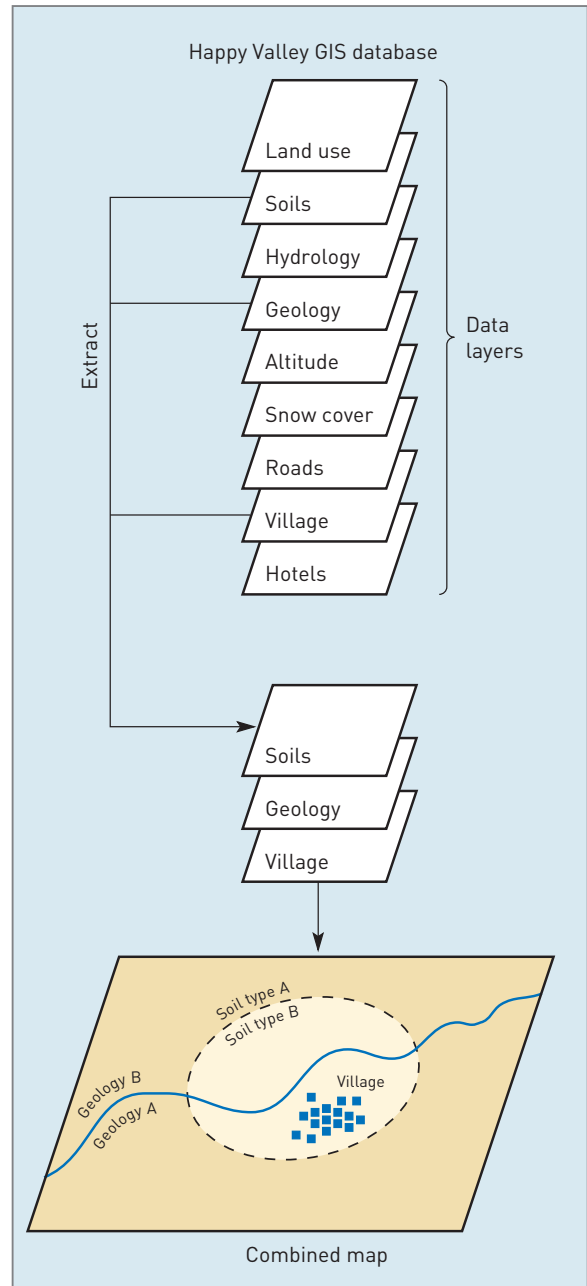 Happy Valley GIS database
Land use
Soils
Hydrology
Geology
Altitude
Snow cover
Roads
Village
Hotels
Extract
Data
layers
Soils
Geology
Village
Soil type A
Soil type B
Village
Geology B
Geology A
Combined map